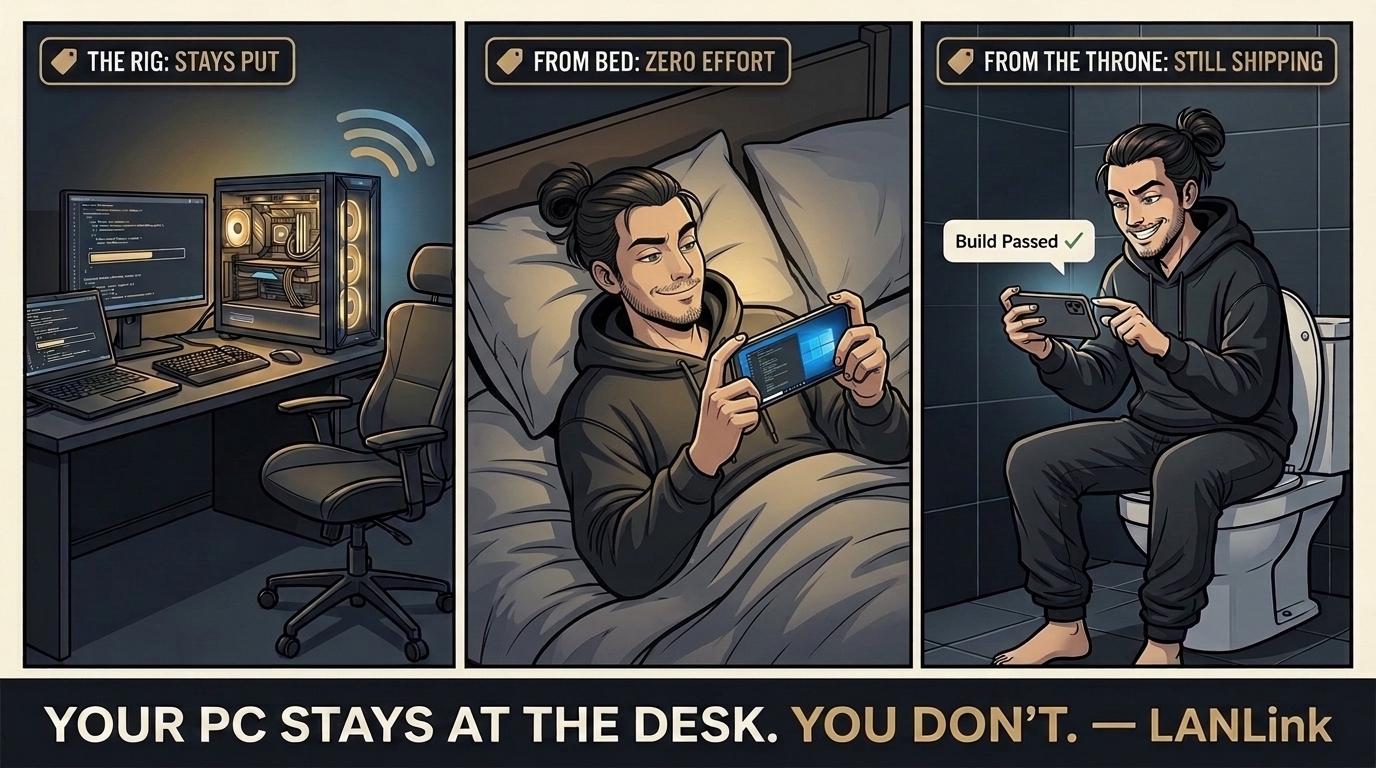 THE RIG: STAYS PUT
FROM BED: ZERO EFFORT
FROM THE THRONE: STILL SHIPPING
Build Passed ✓
YOUR PC STAYS AT THE DESK. YOU DON'T. — LANLink